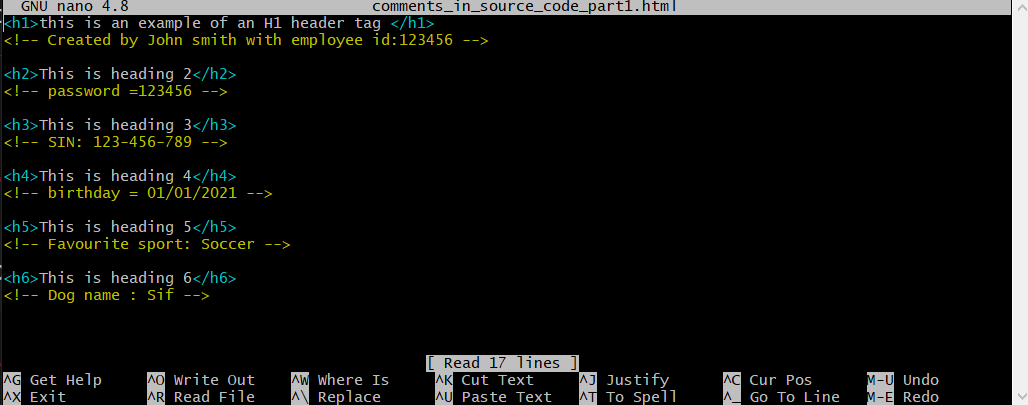 GNU nano 4.8 comments_in_source_code_part1.html
<h1>this is an example of an H1 header tag </h1>
<!-- Created by John smith with employee id:123456 -->
<h2>This is heading 2</h2>
<!-- password =123456 -->
<h3>This is heading 3</h3>
<!-- SIN: 123-456-789 -->
<h4>This is heading 4</h4>
<!-- birthday = 01/01/2021 -->
<h5>This is heading 5</h5>
<!-- Favourite sport: Soccer -->
<h6>This is heading 6</h6>
<!-- Dog name : Sif -->
[ Read 17 lines ]
^G Get Help ^O Write Out ^W Where Is ^K Cut Text ^J Justify ^C Cur Pos M-U Undo
^X Exit ^R Read File ^\ Replace ^U Paste Text ^T To Spell ^_ Go To Line M-E Redo